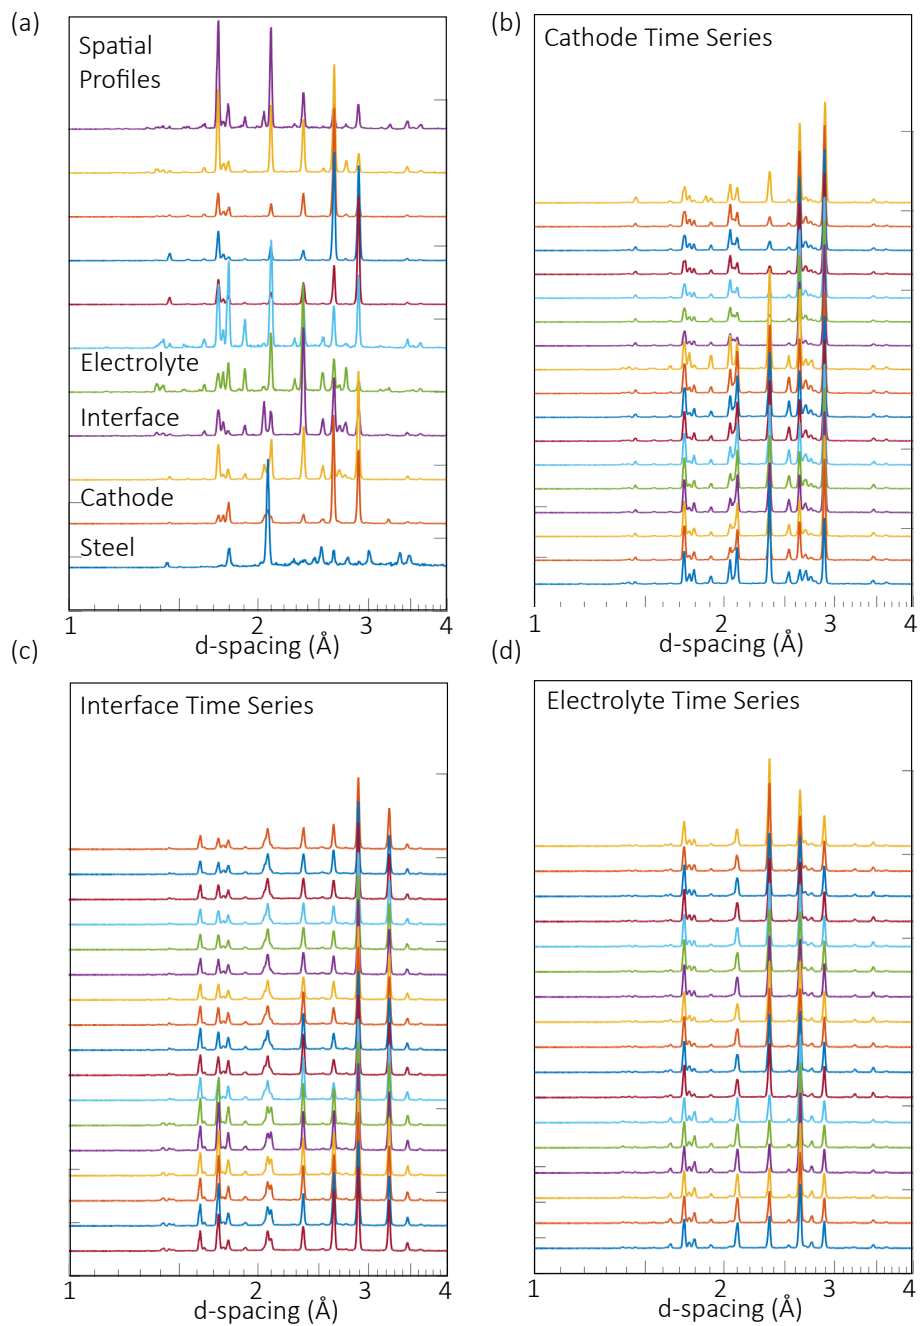 (a)
Spatial
Profiles
Electrolyte
Interface
Cathode
Steel
1 2 3 4
d-spacing (Å)
(b)
Cathode Time Series
1 2 3 4
d-spacing (Å)
(c)
Interface Time Series
1 2 3 4
d-spacing (Å)
(d)
Electrolyte Time Series
1 2 3 4
d-spacing (Å)